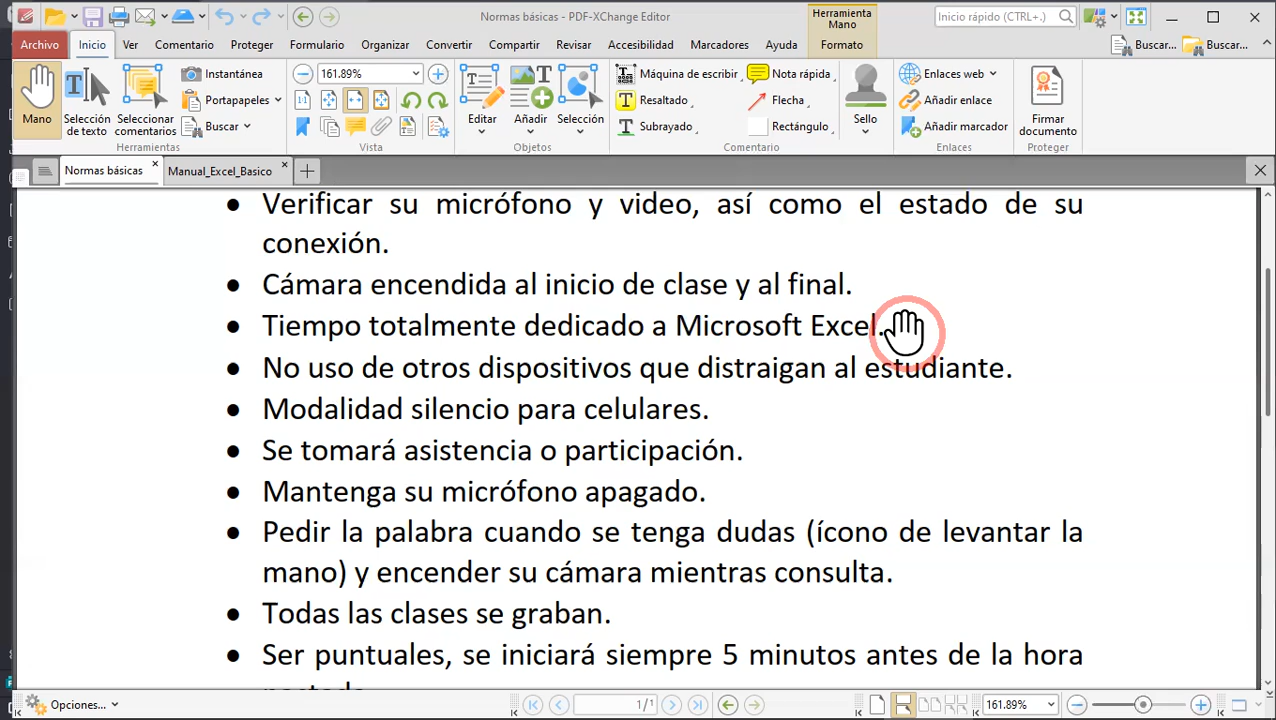 Normas básicas - PDF-XChange Editor
Herramienta Mano
Inicio rápido (CTRL+.)
Archivo Inicio Ver Comentario Proteger Formulario Organizar Convertir Compartir Revisar Accesibilidad Marcadores Ayuda Formato Buscar... Buscar...
Mano
Selección de texto
Seleccionar comentarios
Instantánea
Portapapeles
Buscar
Herramientas
161.89%
1:1
Vista
Editar
Añadir
Selección
Objetos
Máquina de escribir
Resaltado
Subrayado
Nota rápida
Flecha
Rectángulo
Sello
Comentario
Enlaces web
Añadir enlace
Añadir marcador
Enlaces
Firmar documento
Proteger
Normas básicas
Manual_Excel_Basico
● Verificar su micrófono y video, así como el estado de su
conexión.
● Cámara encendida al inicio de clase y al final.
● Tiempo totalmente dedicado a Microsoft Excel.
● No uso de otros dispositivos que distraigan al estudiante.
● Modalidad silencio para celulares.
● Se tomará asistencia o participación.
● Mantenga su micrófono apagado.
● Pedir la palabra cuando se tenga dudas (ícono de levantar la
mano) y encender su cámara mientras consulta.
● Todas las clases se graban.
● Ser puntuales, se iniciará siempre 5 minutos antes de la hora
Opciones...
1/1
161.89%